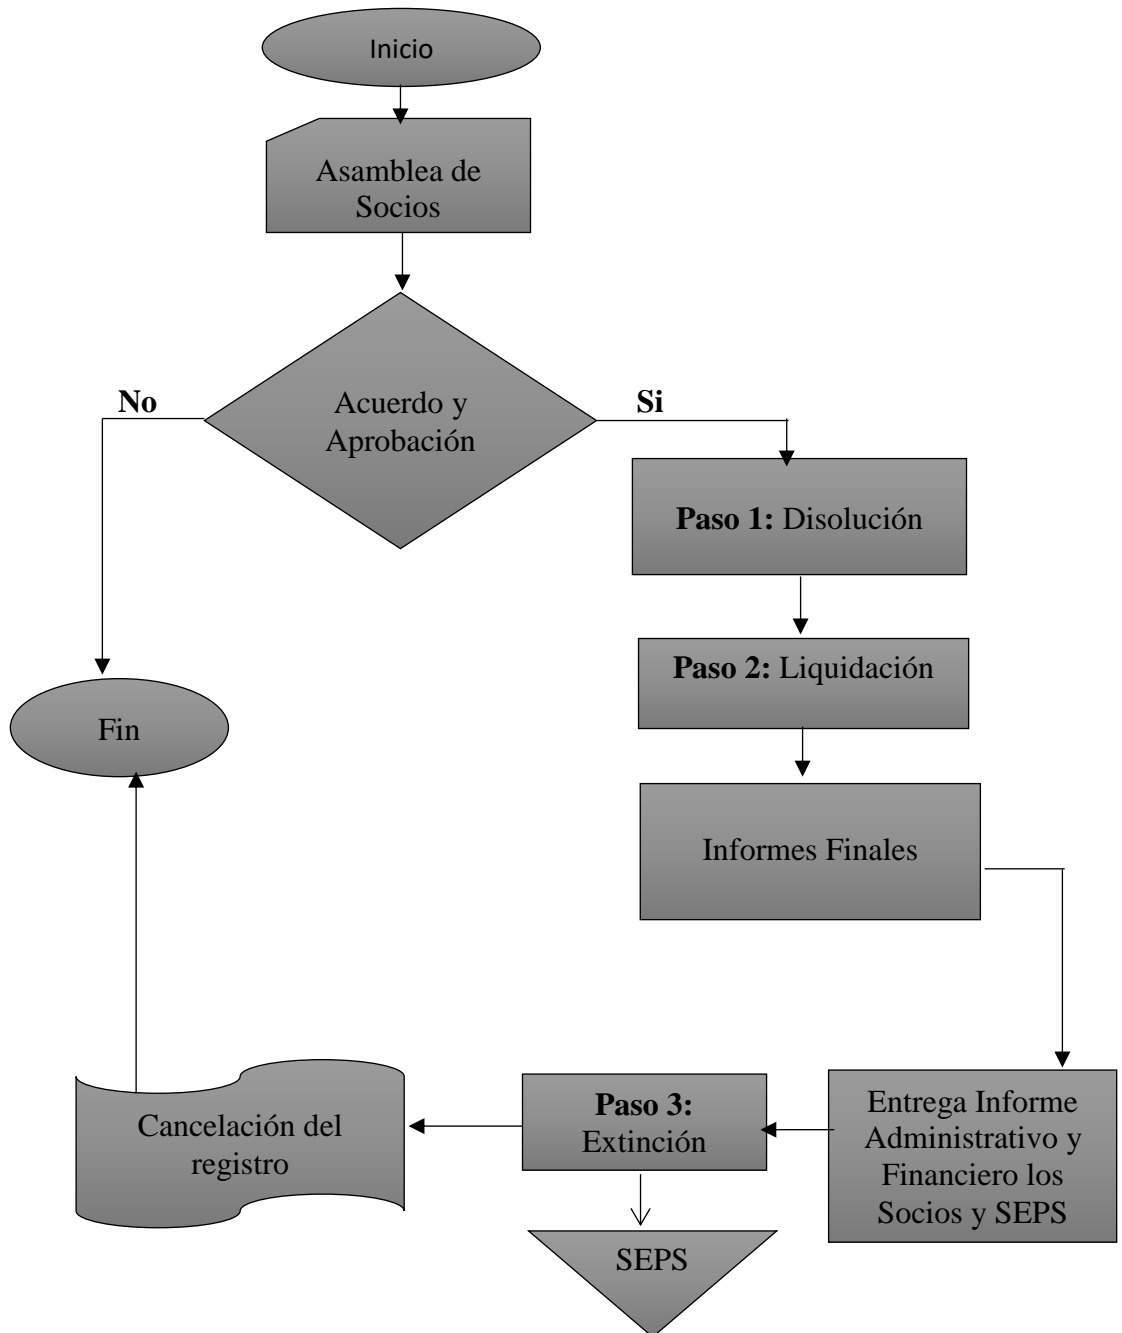 Inicio
Asamblea de
Socios
No
Acuerdo y
Aprobación
Si
Paso 1: Disolución
Paso 2: Liquidación
Fin
Informes Finales
Entrega Informe
Administrativo y
Financiero los
Socios y SEPS
Paso 3:
Extinción
Cancelación del
registro
SEPS